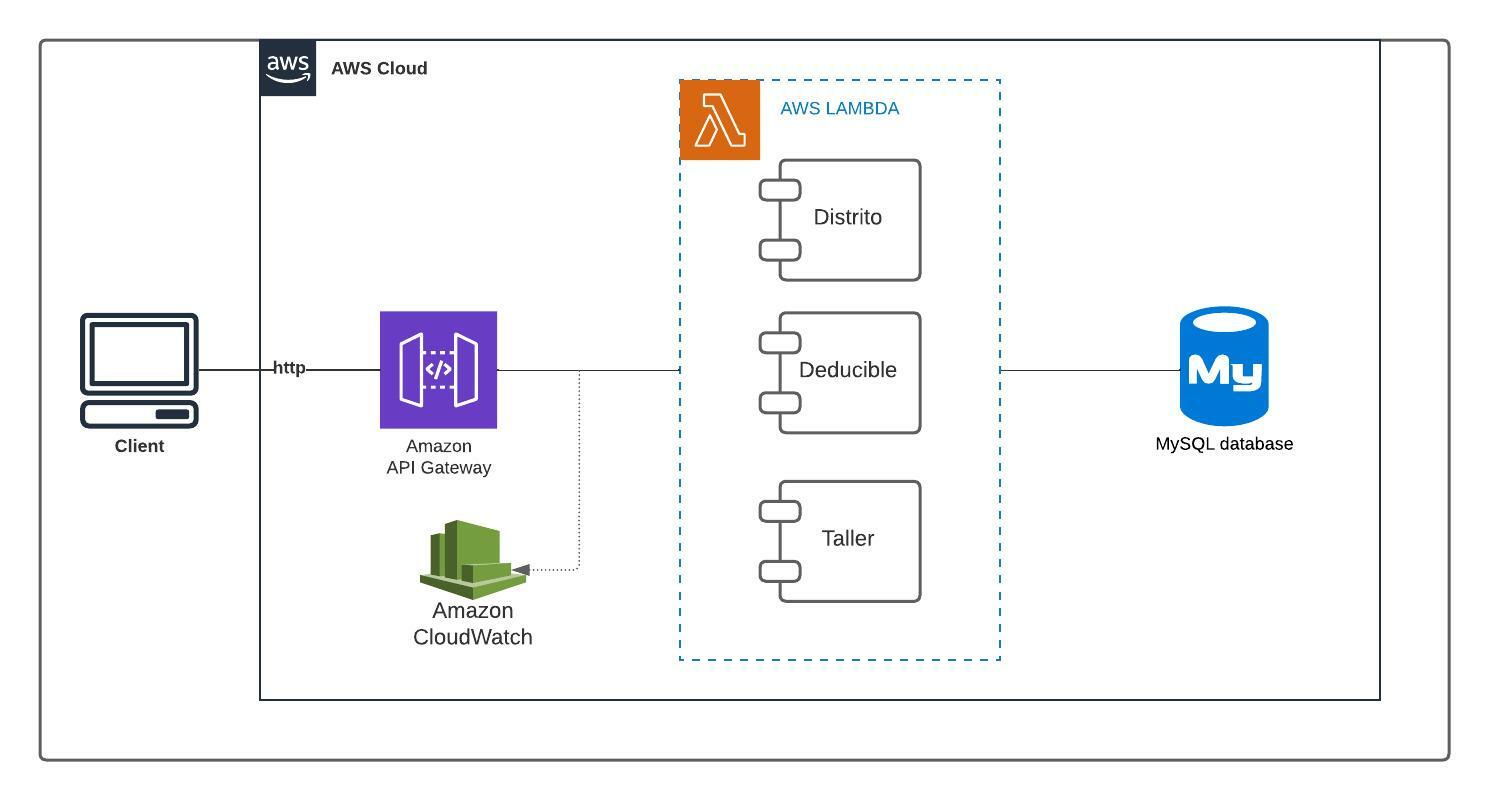 aws
AWS Cloud
AWS LAMBDA
Distrito
Deducible
Taller
http
</>
Client
Amazon
API Gateway
Amazon
CloudWatch
My
MySQL database